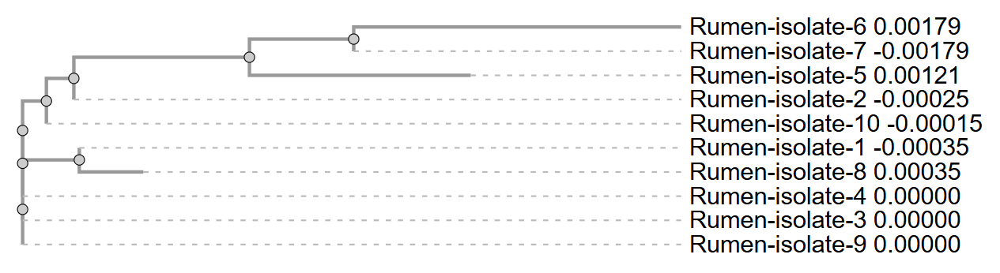 Rumen-isolate-6 0.00179
Rumen-isolate-7 -0.00179
Rumen-isolate-5 0.00121
Rumen-isolate-2 -0.00025
Rumen-isolate-10 -0.00015
Rumen-isolate-1 -0.00035
Rumen-isolate-8 0.00035
Rumen-isolate-4 0.00000
Rumen-isolate-3 0.00000
Rumen-isolate-9 0.00000